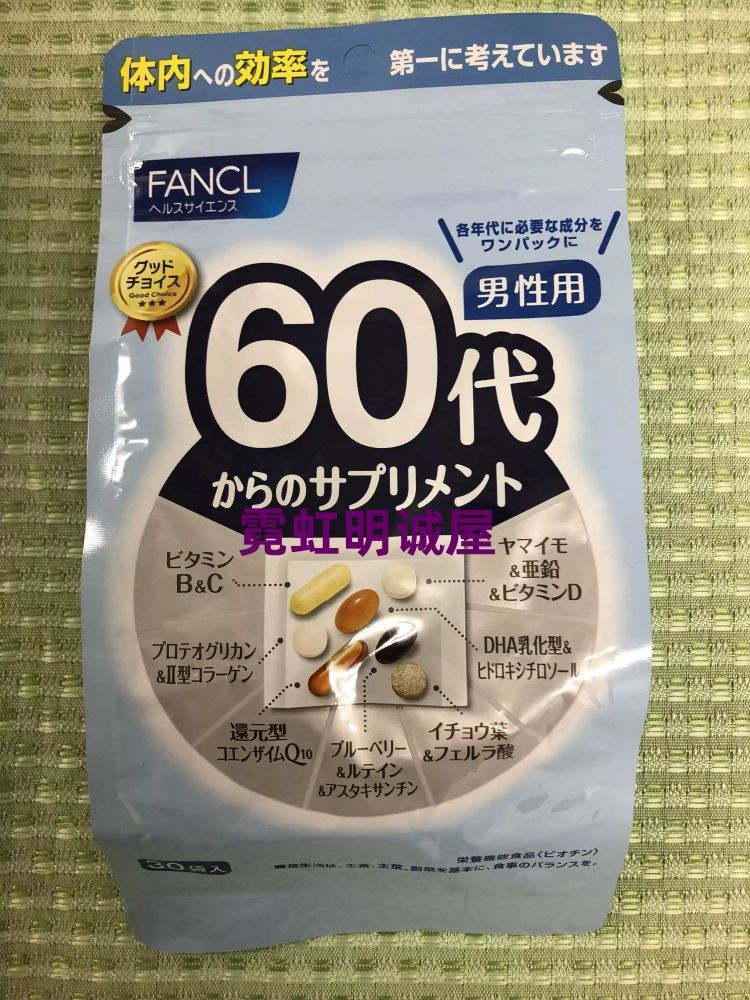 体内への効率を 第一に考えています
FANCL
ヘルスサイエンス
各年代に必要な成分を
ワンパックに
男性用
グッド
チョイス
Good Choice
★★★
60代
からのサプリメント
霓虹明诚屋
ビタミン
B&C
ヤマイモ
&亜鉛
&ビタミンD
プロテオグリカン
&Ⅱ型コラーゲン
DHA乳化型&
ヒドロキシチロソール
還元型
コエンザイムQ10
ブルーベリー
&ルテイン
&アスタキサンチン
イチョウ葉
&フェルラ酸
30袋入
栄養機能食品〈ビオチン〉
■食生活は、主食、主菜、副菜を基本に、食事のバランスを。